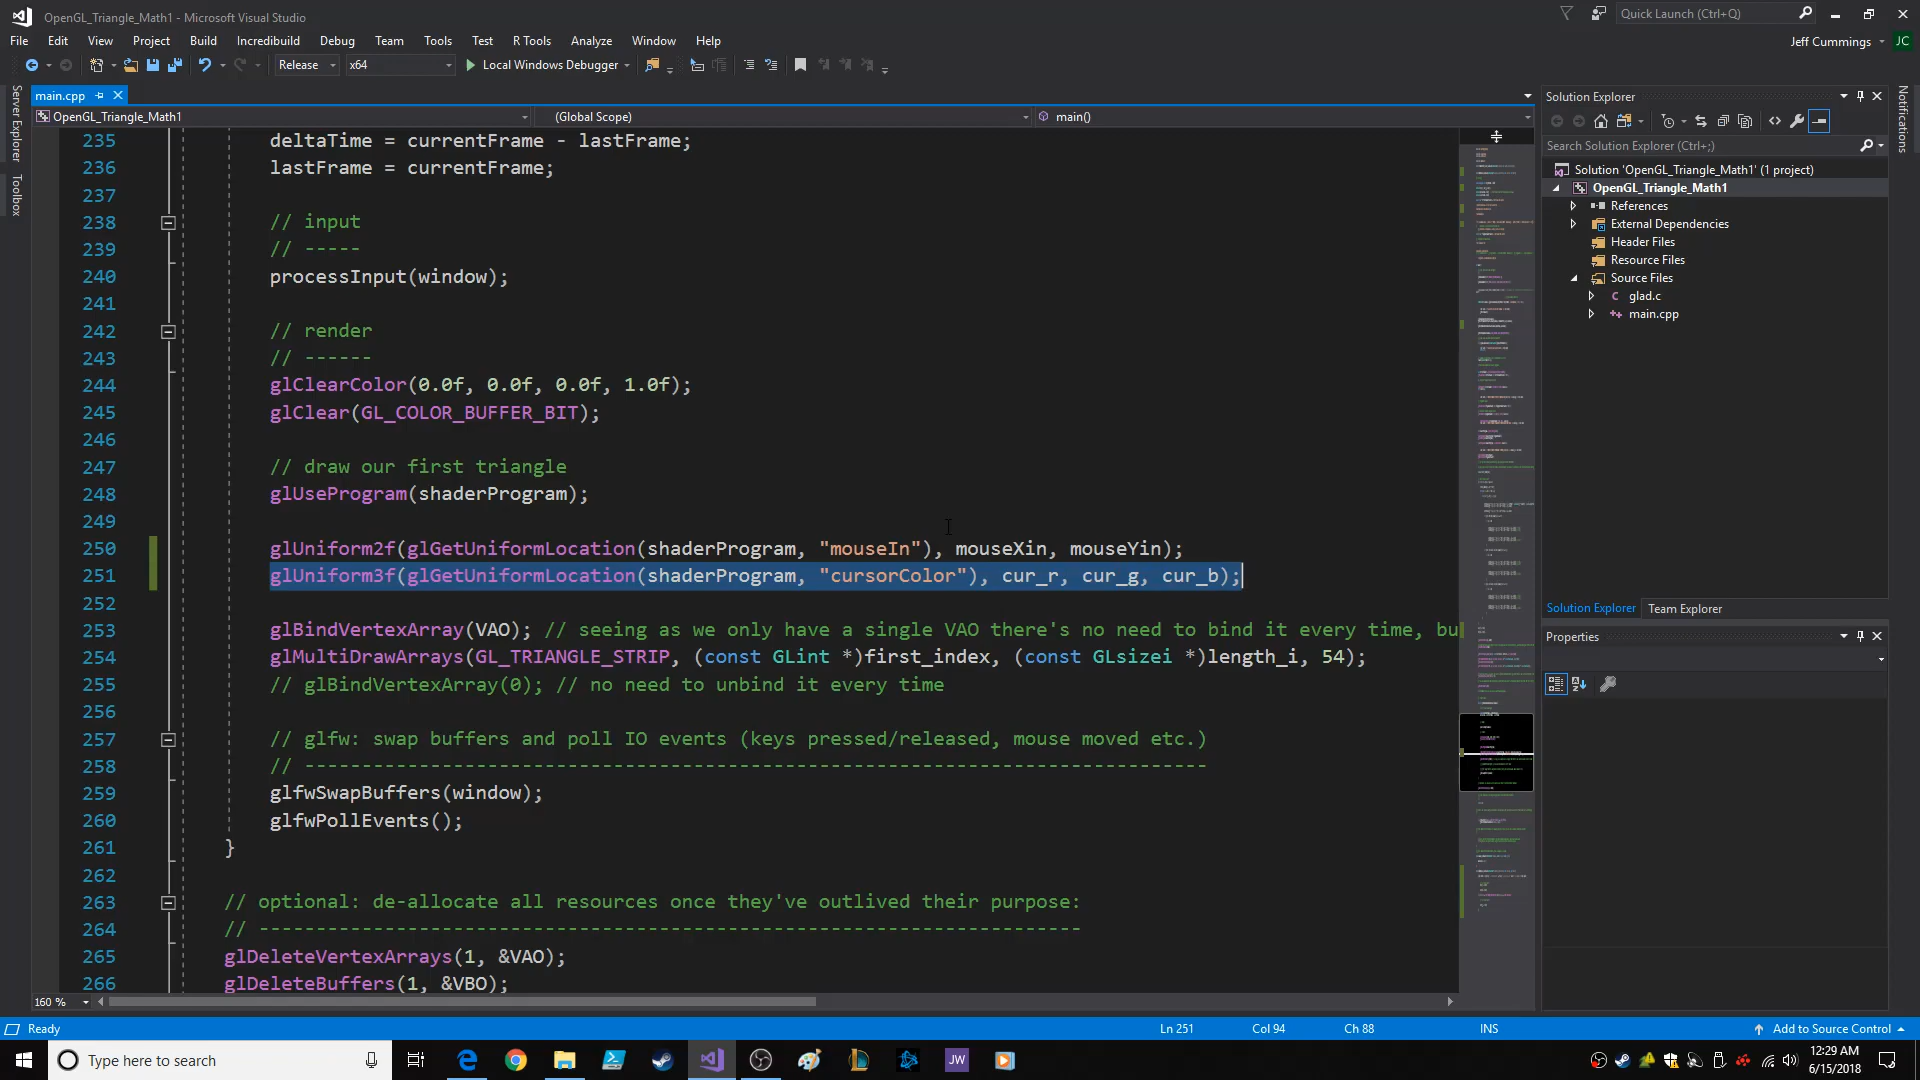 OpenGL_Triangle_Math1 - Microsoft Visual Studio
Quick Launch (Ctrl+Q)
File Edit View Project Build Incredibuild Debug Team Tools Test R Tools Analyze Window Help
Jeff Cummings JC
Release x64 Local Windows Debugger
main.cpp
OpenGL_Triangle_Math1 (Global Scope) main()
Server Explorer
Toolbox
235 deltaTime = currentFrame - lastFrame;
236 lastFrame = currentFrame;
237
238 // input
239 // -----
240 processInput(window);
241
242 // render
243 // ------
244 glClearColor(0.0f, 0.0f, 0.0f, 1.0f);
245 glClear(GL_COLOR_BUFFER_BIT);
246
247 // draw our first triangle
248 glUseProgram(shaderProgram);
249
250 glUniform2f(glGetUniformLocation(shaderProgram, "mouseIn"), mouseXin, mouseYin);
251 glUniform3f(glGetUniformLocation(shaderProgram, "cursorColor"), cur_r, cur_g, cur_b);
252
253 glBindVertexArray(VAO); // seeing as we only have a single VAO there's no need to bind it every time, bu
254 glMultiDrawArrays(GL_TRIANGLE_STRIP, (const GLint *)first_index, (const GLsizei *)length_i, 54);
255 // glBindVertexArray(0); // no need to unbind it every time
256
257 // glfw: swap buffers and poll IO events (keys pressed/released, mouse moved etc.)
258 // -------------------------------------------------------------------------------
259 glfwSwapBuffers(window);
260 glfwPollEvents();
261 }
262
263 // optional: de-allocate all resources once they've outlived their purpose:
264 // ------------------------------------------------------------------------
265 glDeleteVertexArrays(1, &VAO);
266 glDeleteBuffers(1, &VBO);
160 %
Solution Explorer
Search Solution Explorer (Ctrl+;)
Solution 'OpenGL_Triangle_Math1' (1 project)
OpenGL_Triangle_Math1
References
External Dependencies
Header Files
Resource Files
Source Files
glad.c
main.cpp
Solution Explorer Team Explorer
Properties
Notifications
Ready Ln 251 Col 94 Ch 88 INS Add to Source Control
Type here to search
JW
12:29 AM
6/15/2018